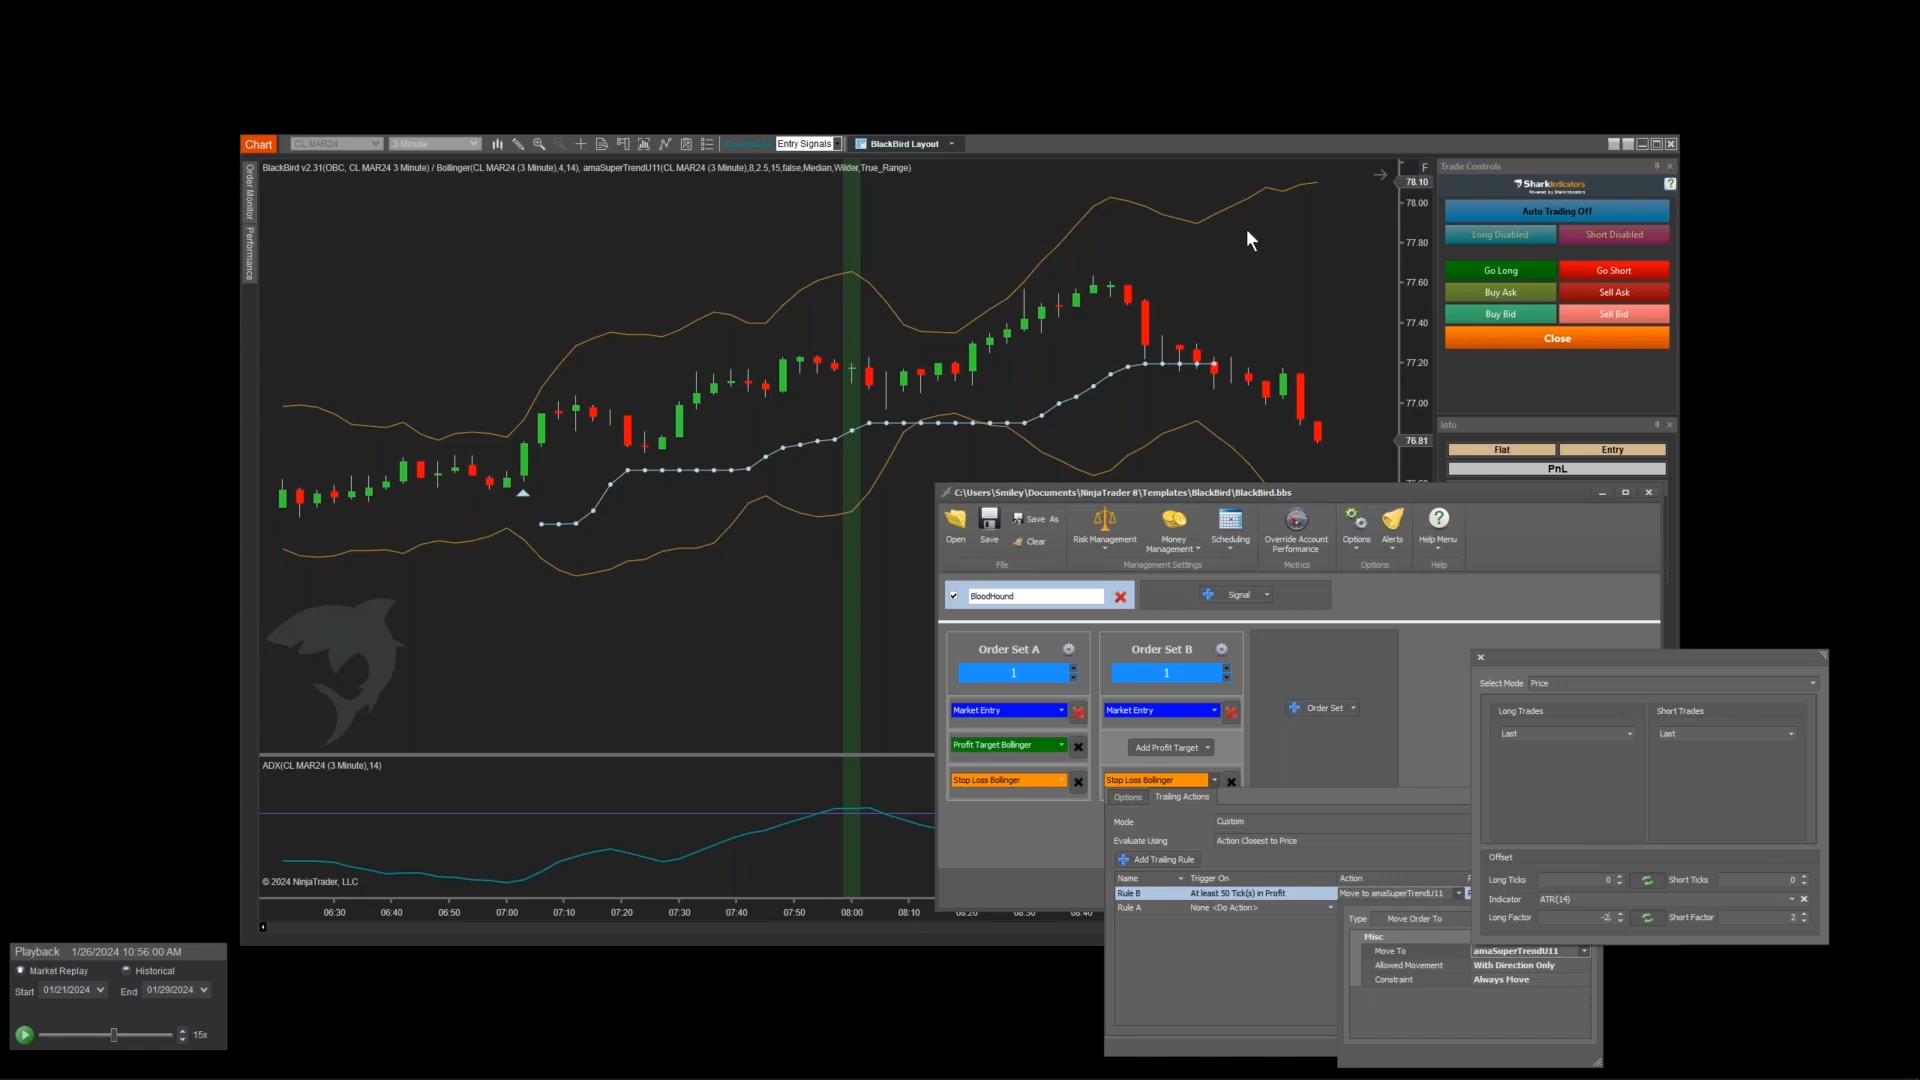 Chart
CL MAR24
3 Minute
Entry Signals
BlackBird Layout
Order Monitor
Performance
BlackBird v2.31(OBC, CL MAR24 3 Minute) / Bollinger(CL MAR24 (3 Minute),4,14), amaSuperTrendU11(CL MAR24 (3 Minute),8,2.5,15,false,Median,Wilder,True_Range)
F
78.10
78.00
77.80
77.60
77.40
77.20
77.00
76.81
Trade Controls
SharkIndicators
Powered by SharkIndicators
Auto Trading Off
Long Disabled
Short Disabled
Go Long
Go Short
Buy Ask
Sell Ask
Buy Bid
Sell Bid
Close
Info
Flat
Entry
PnL
C:\Users\Smiley\Documents\NinjaTrader 8\Templates\BlackBird\BlackBird.bbs
Open
Save
Save As
Clear
File
Risk Management
Money Management
Scheduling
Management Settings
Override Account Performance
Metrics
Options
Alerts
Options
Help Menu
Help
BloodHound
Signal
Order Set A
1
Market Entry
Profit Target Bollinger
Stop Loss Bollinger
Order Set B
1
Market Entry
Add Profit Target
Stop Loss Bollinger
Order Set
Options
Trailing Actions
Mode
Custom
Evaluate Using
Action Closest to Price
Add Trailing Rule
Name
Trigger On
Action
Rule B
At least 50 Tick(s) in Profit
Move to amaSuperTrendU11
Rule A
None <Do Action>
Type
Move Order To
Misc
Move To
amaSuperTrendU11
Allowed Movement
With Direction Only
Constraint
Always Move
Select Mode
Price
Long Trades
Short Trades
Last
Last
Offset
Long Ticks
0
Short Ticks
0
Indicator
ATR(14)
Long Factor
-2
Short Factor
2
ADX(CL MAR24 (3 Minute),14)
© 2024 NinjaTrader, LLC
06:30
06:40
06:50
07:00
07:10
07:20
07:30
07:40
07:50
08:00
08:10
08:20
08:30
08:40
Playback
1/26/2024 10:56:00 AM
Market Replay
Historical
Start
01/21/2024
End
01/29/2024
15x